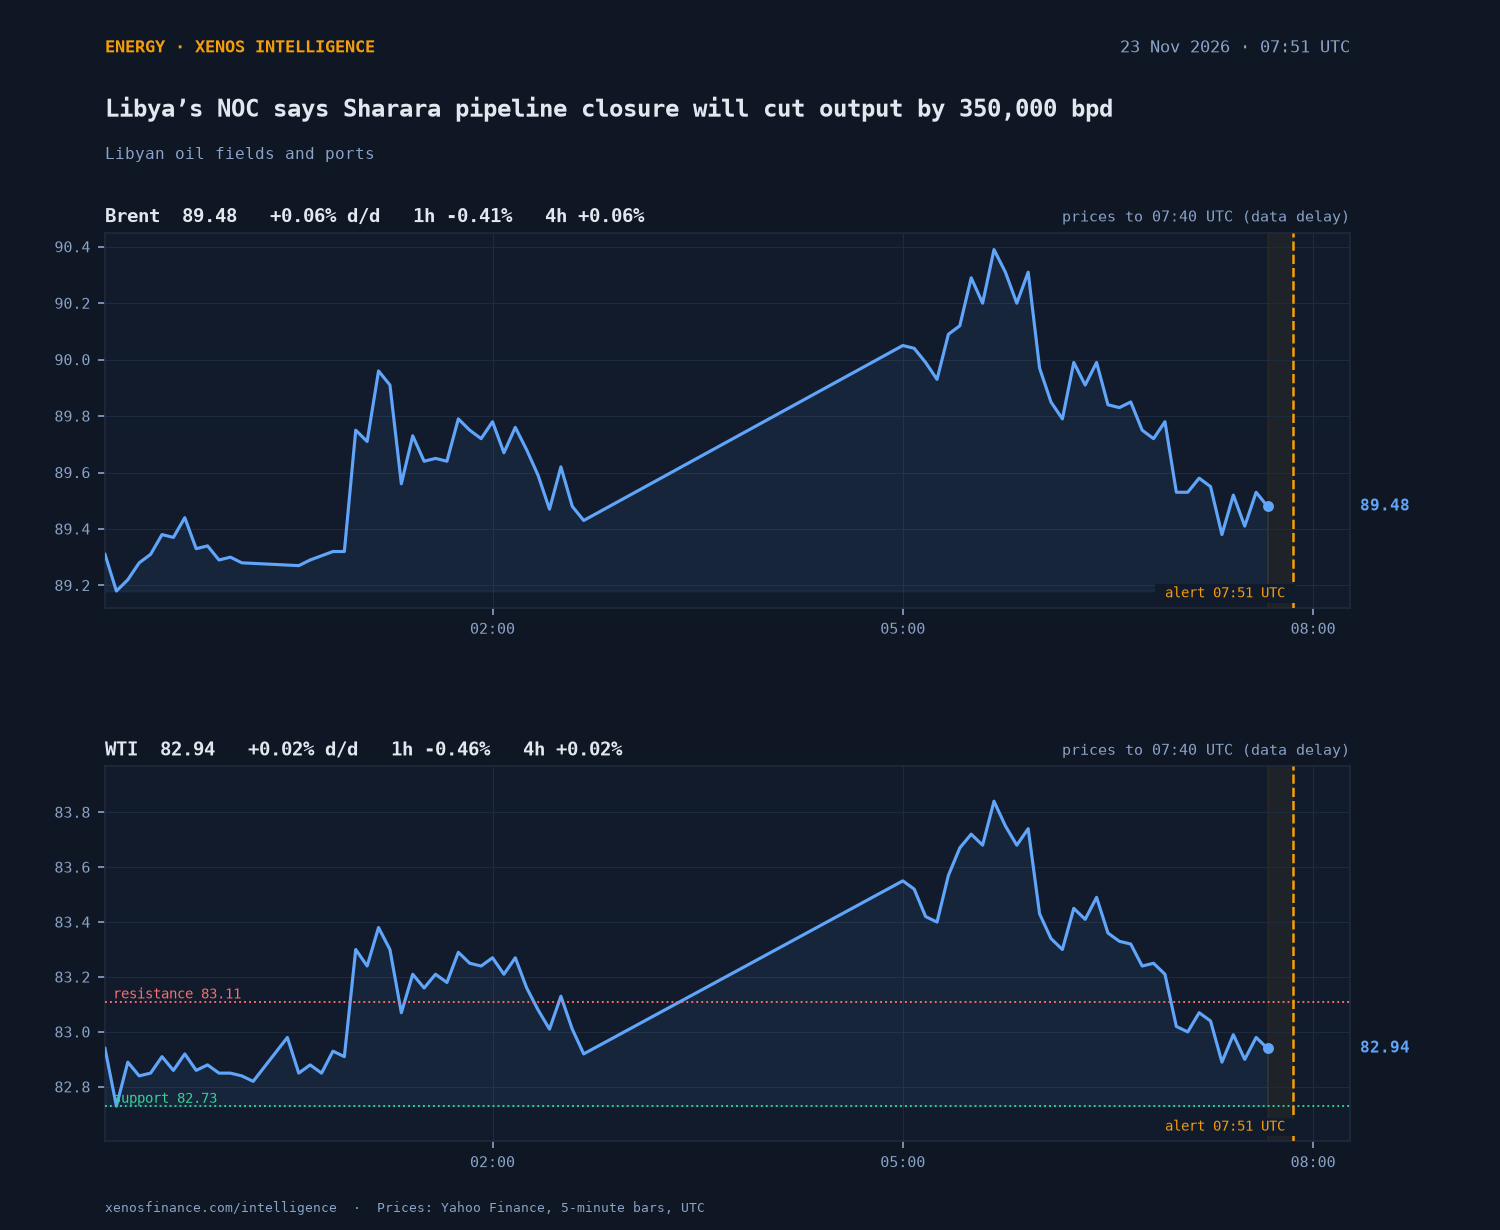 ENERGY · XENOS INTELLIGENCE
23 Nov 2026 · 07:51 UTC
Libya’s NOC says Sharara pipeline closure will cut output by 350,000 bpd
Libyan oil fields and ports
Brent 89.48 +0.06% d/d 1h -0.41% 4h +0.06%
prices to 07:40 UTC (data delay)
90.4
90.2
90.0
89.8
89.6
89.4
89.2
89.48
alert 07:51 UTC
02:00
05:00
08:00
WTI 82.94 +0.02% d/d 1h -0.46% 4h +0.02%
prices to 07:40 UTC (data delay)
83.8
83.6
83.4
83.2
83.0
82.8
resistance 83.11
support 82.73
82.94
alert 07:51 UTC
02:00
05:00
08:00
xenosfinance.com/intelligence · Prices: Yahoo Finance, 5-minute bars, UTC